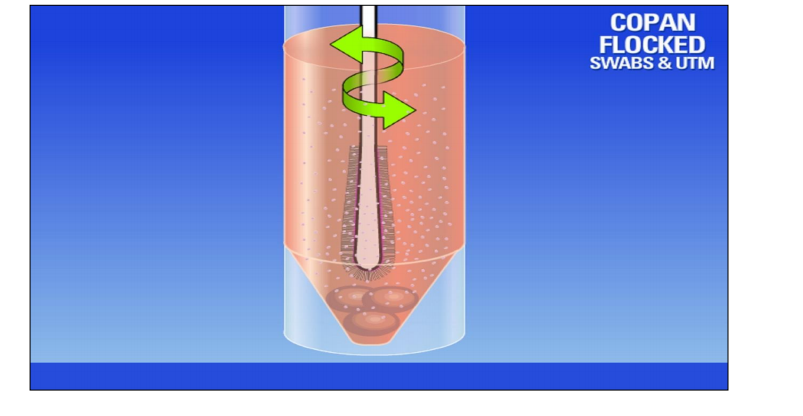 COPAN
FLOCKED
SWABS & UTM